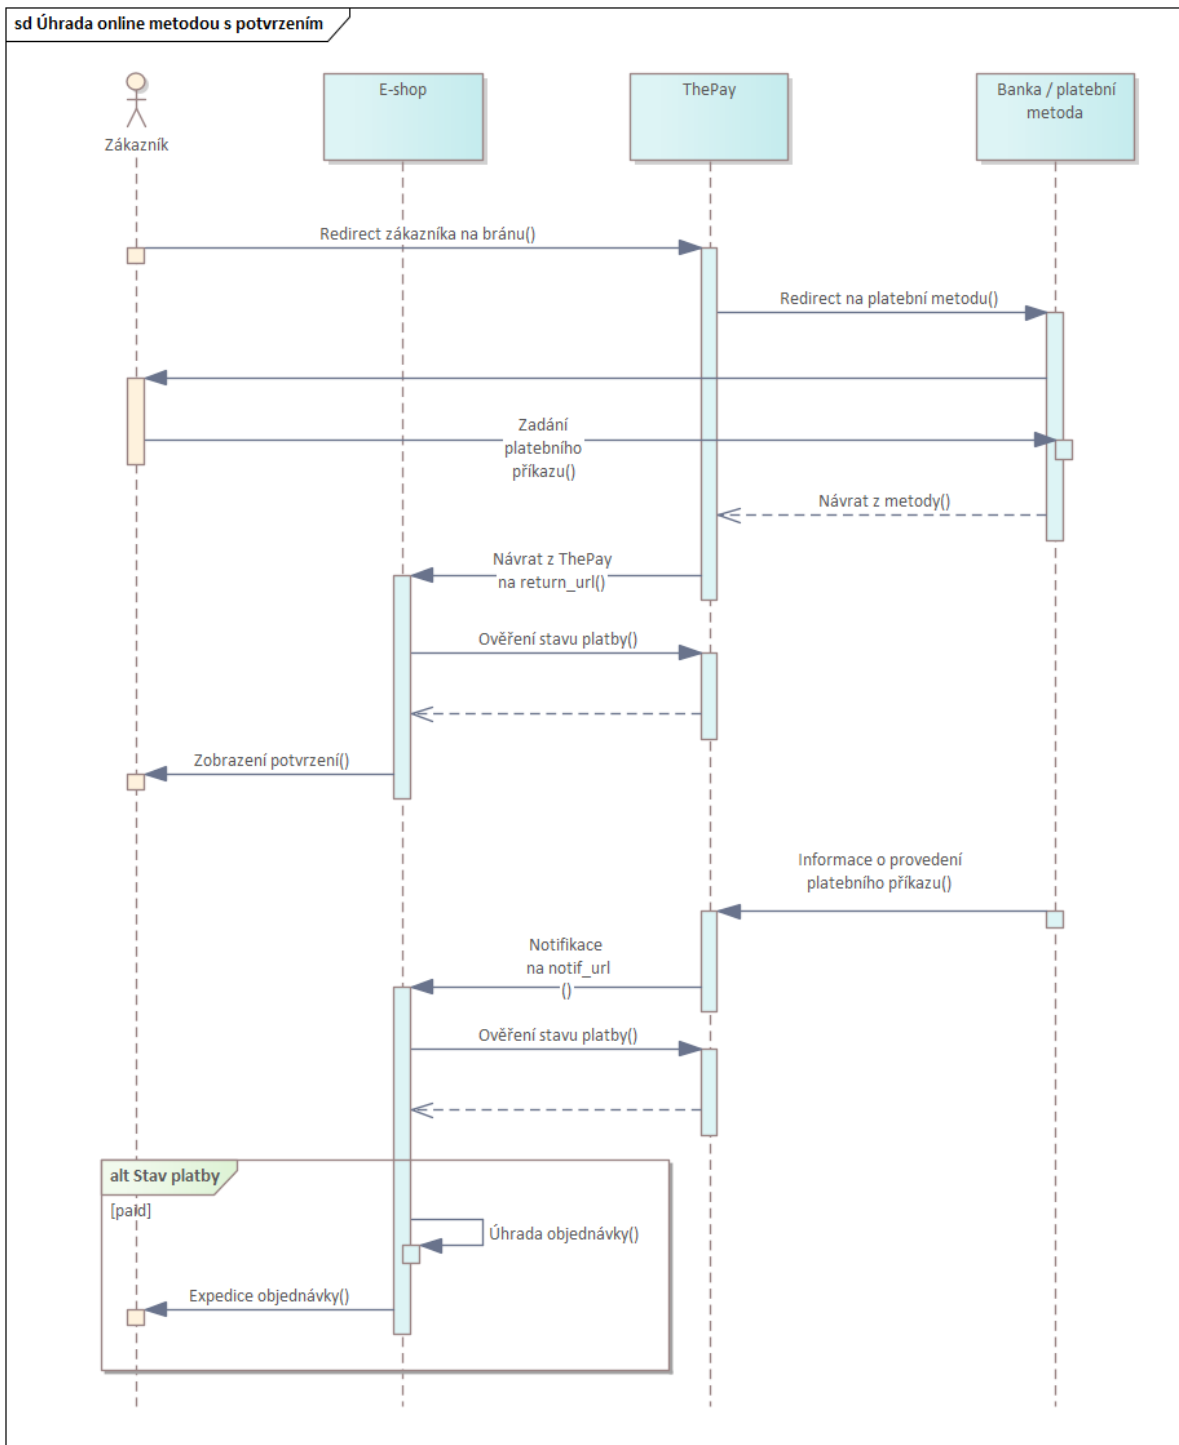 sd Úhrada online metodou s potvrzením
Zákazník
E-shop
ThePay
Banka / platební
metoda
Redirect zákazníka na bránu()
Redirect na platební metodu()
Zadání
platebního
příkazu()
Návrat z metody()
Návrat z ThePay
na return_url()
Ověření stavu platby()
Zobrazení potvrzení()
Informace o provedení
platebního příkazu()
Notifikace
na notif_url
()
Ověření stavu platby()
alt Stav platby
[paid]
Úhrada objednávky()
Expedice objednávky()